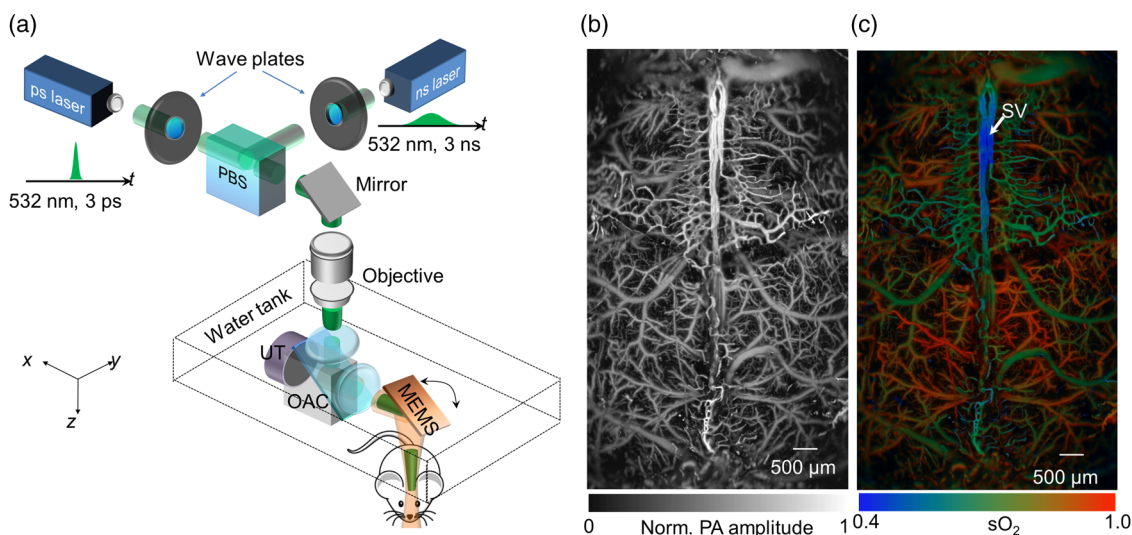 (a)
Wave plates
ps laser
ns laser
t
532 nm, 3 ps
t
532 nm, 3 ns
PBS
Mirror
Objective
Water tank
UT
OAC
MEMS
x
y
z
(b)
500 µm
0
Norm. PA amplitude
1
(c)
SV
500 µm
0.4
sO₂
1.0